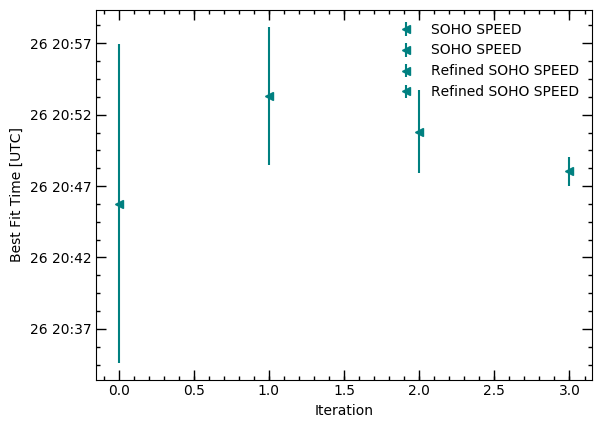 SOHO SPEED
SOHO SPEED
Refined SOHO SPEED
Refined SOHO SPEED
Best Fit Time [UTC]
26 20:57
26 20:52
26 20:47
26 20:42
26 20:37
0.0 0.5 1.0 1.5 2.0 2.5 3.0
Iteration